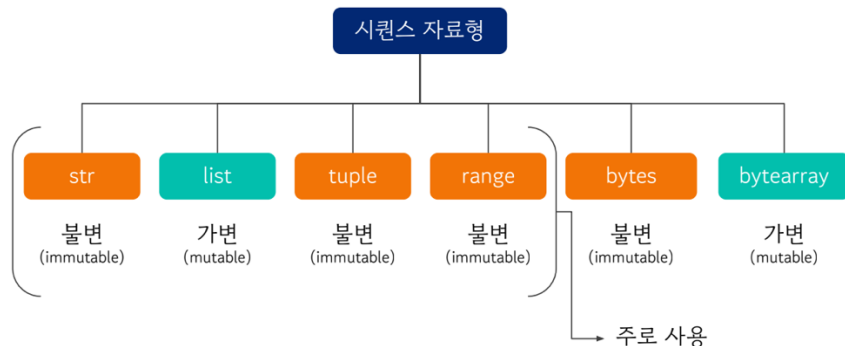 시퀀스 자료형
str list tuple range bytes bytearray
불변 가변 불변 불변 불변 가변
(immutable) (mutable) (immutable) (immutable) (immutable) (mutable)
주로 사용